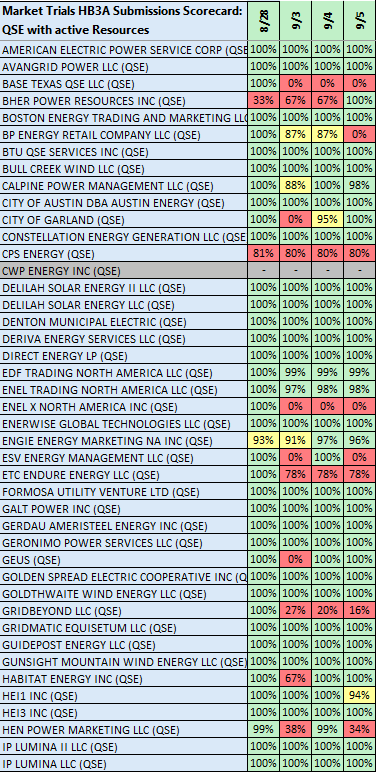 Market Trials HB3A Submissions Scorecard: 8/28 9/3 9/4 9/5
QSE with active Resources
AMERICAN ELECTRIC POWER SERVICE CORP (QSE 100% 100% 100% 100%
AVANGRID POWER LLC (QSE) 100% 100% 100% 100%
BASE TEXAS QSE LLC (QSE) 100% 0% 0% 0%
BHER POWER RESOURCES INC (QSE) 33% 67% 67% 100%
BOSTON ENERGY TRADING AND MARKETING LLC 100% 100% 100% 100%
BP ENERGY RETAIL COMPANY LLC (QSE) 100% 87% 87% 0%
BTU QSE SERVICES INC (QSE) 100% 100% 100% 100%
BULL CREEK WIND LLC (QSE) 100% 100% 100% 100%
CALPINE POWER MANAGEMENT LLC (QSE) 100% 88% 100% 98%
CITY OF AUSTIN DBA AUSTIN ENERGY (QSE) 100% 100% 100% 100%
CITY OF GARLAND (QSE) 100% 0% 95% 100%
CONSTELLATION ENERGY GENERATION LLC (QSE 100% 100% 100% 100%
CPS ENERGY (QSE) 81% 80% 80% 80%
CWP ENERGY INC (QSE) - - - -
DELILAH SOLAR ENERGY II LLC (QSE) 100% 100% 100% 100%
DELILAH SOLAR ENERGY LLC (QSE) 100% 100% 100% 100%
DENTON MUNICIPAL ELECTRIC (QSE) 100% 100% 100% 100%
DERIVA ENERGY SERVICES LLC (QSE) 100% 100% 100% 100%
DIRECT ENERGY LP (QSE) 100% 100% 100% 100%
EDF TRADING NORTH AMERICA LLC (QSE) 100% 99% 99% 99%
ENEL TRADING NORTH AMERICA LLC (QSE) 100% 97% 98% 98%
ENEL X NORTH AMERICA INC (QSE) 100% 0% 0% 0%
ENERWISE GLOBAL TECHNOLOGIES LLC (QSE) 100% 100% 100% 100%
ENGIE ENERGY MARKETING NA INC (QSE) 93% 91% 97% 96%
ESV ENERGY MANAGEMENT LLC (QSE) 100% 0% 100% 0%
ETC ENDURE ENERGY LLC (QSE) 100% 78% 78% 78%
FORMOSA UTILITY VENTURE LTD (QSE) 100% 100% 100% 100%
GALT POWER INC (QSE) 100% 100% 100% 100%
GERDAU AMERISTEEL ENERGY INC (QSE) 100% 100% 100% 100%
GERONIMO POWER SERVICES LLC (QSE) 100% 100% 100% 100%
GEUS (QSE) 100% 0% 100% 100%
GOLDEN SPREAD ELECTRIC COOPERATIVE INC (Q 100% 100% 100% 100%
GOLDTHWAITE WIND ENERGY LLC (QSE) 100% 100% 100% 100%
GRIDBEYOND LLC (QSE) 100% 27% 20% 16%
GRIDMATIC EQUISETUM LLC (QSE) 100% 100% 100% 100%
GUIDEPOST ENERGY LLC (QSE) 100% 100% 100% 100%
GUNSIGHT MOUNTAIN WIND ENERGY LLC (QSE) 100% 100% 100% 100%
HABITAT ENERGY INC (QSE) 100% 67% 100% 100%
HEI1 INC (QSE) 100% 100% 100% 94%
HEI3 INC (QSE) 100% 100% 100% 100%
HEN POWER MARKETING LLC (QSE) 99% 38% 99% 34%
IP LUMINA II LLC (QSE) 100% 100% 100% 100%
IP LUMINA LLC (QSE) 100% 100% 100% 100%